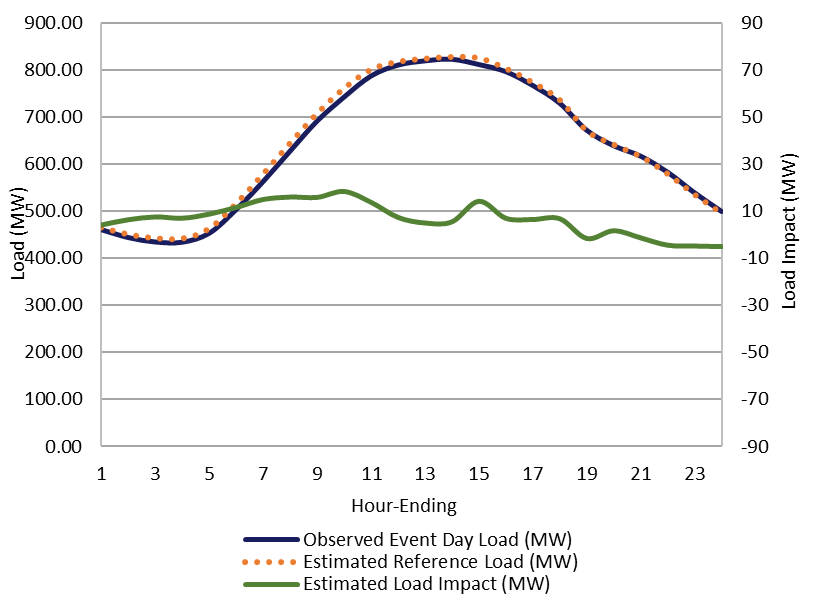 900.00
800.00
700.00
600.00
500.00
400.00
300.00
200.00
100.00
0.00
Load (MW)
90
70
50
30
10
-10
-30
-50
-70
-90
Load Impact (MW)
1 3 5 7 9 11 13 15 17 19 21 23
Hour-Ending
Observed Event Day Load (MW)
Estimated Reference Load (MW)
Estimated Load Impact (MW)